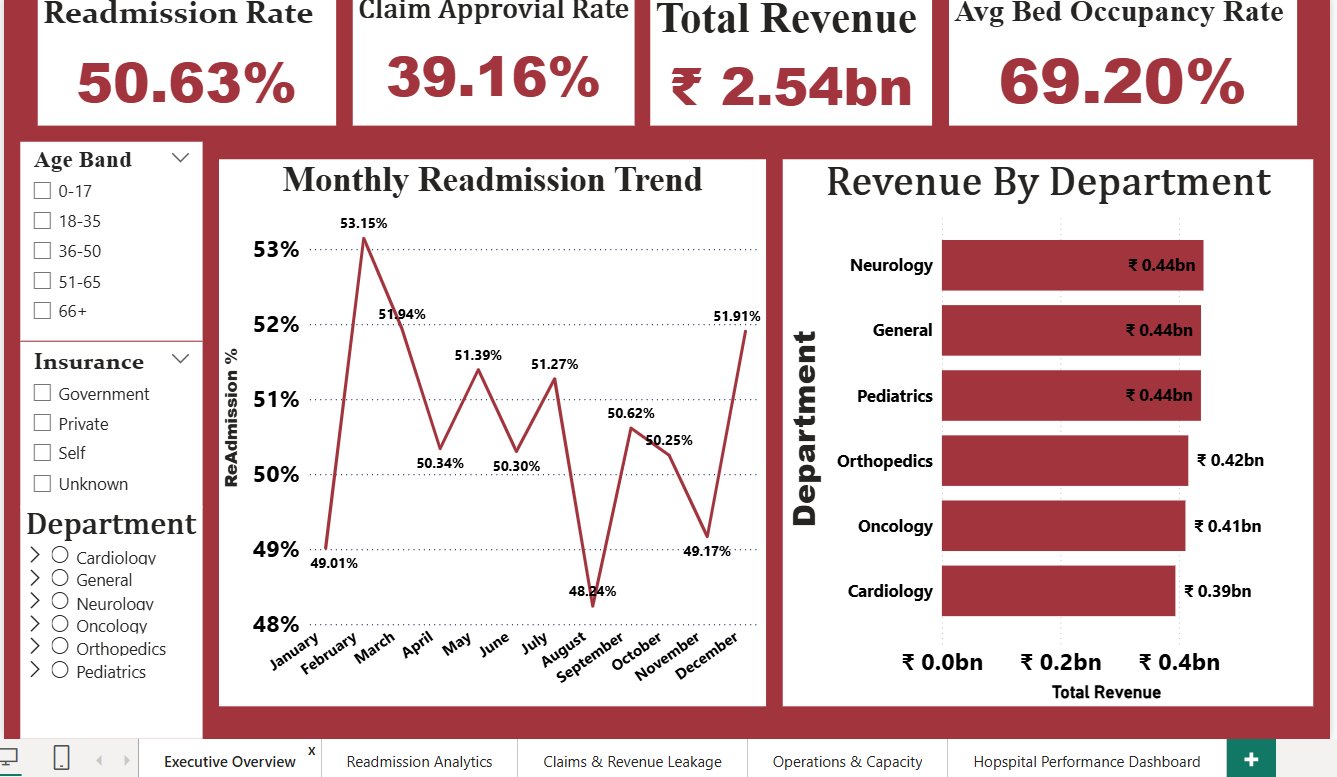 Readmission Rate
50.63%
Claim Approvial Rate
39.16%
Total Revenue
₹ 2.54bn
Avg Bed Occupancy Rate
69.20%
Age Band
0-17
18-35
36-50
51-65
66+
Insurance
Government
Private
Self
Unknown
Department
Cardiology
General
Neurology
Oncology
Orthopedics
Pediatrics
Monthly Readmission Trend
ReAdmission %
53%
52%
51%
50%
49%
48%
49.01%
53.15%
51.94%
50.34%
51.39%
50.30%
51.27%
48.24%
50.62%
50.25%
49.17%
51.91%
January
February
March
April
May
June
July
August
September
October
November
December
Revenue By Department
Department
Neurology ₹ 0.44bn
General ₹ 0.44bn
Pediatrics ₹ 0.44bn
Orthopedics ₹ 0.42bn
Oncology ₹ 0.41bn
Cardiology ₹ 0.39bn
₹ 0.0bn ₹ 0.2bn ₹ 0.4bn
Total Revenue
Executive Overview x
Readmission Analytics
Claims & Revenue Leakage
Operations & Capacity
Hopspital Performance Dashboard
+